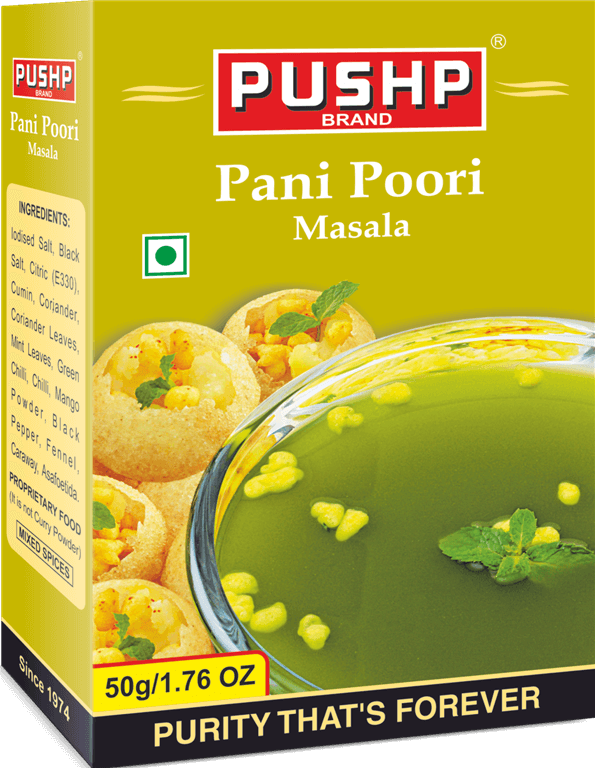 PUSHP
BRAND
Pani Poori
Masala
INGREDIENTS:
Iodised Salt, Black
Salt, Citric (E330),
Cumin, Coriander,
Coriander Leaves,
Mint Leaves, Green
Chilli, Chilli, Mango
Powder, Black
Pepper, Fennel,
Caraway, Asafoetida.
PROPRIETARY FOOD
(It is not Curry Powder)
MIXED SPICES
Since 1974
PUSHP
®
BRAND
Pani Poori
Masala
50g/1.76 OZ
PURITY THAT'S FOREVER